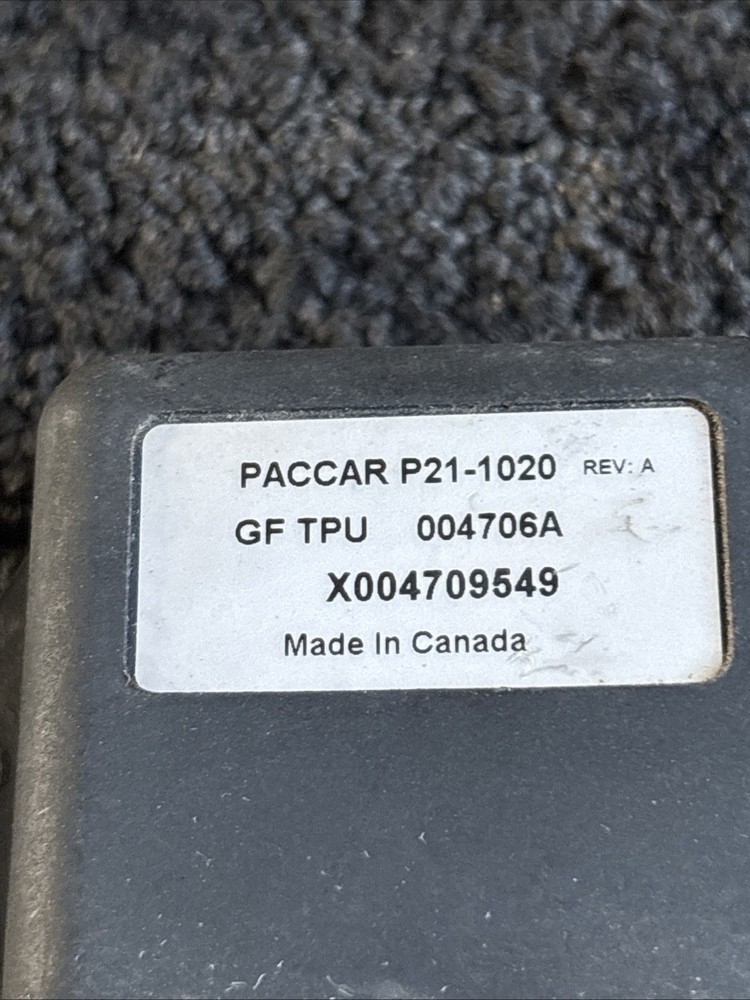 PACCAR P21-1020 REV: A
GF TPU 004706A
X004709549
Made In Canada